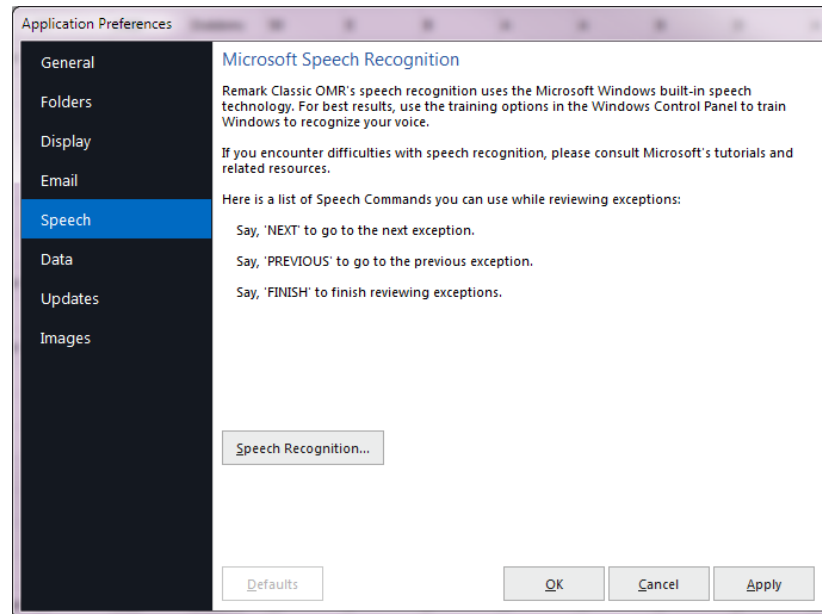 Application Preferences
General
Folders
Display
Email
Speech
Data
Updates
Images
Microsoft Speech Recognition
Remark Classic OMR's speech recognition uses the Microsoft Windows built-in speech
technology. For best results, use the training options in the Windows Control Panel to train
Windows to recognize your voice.
If you encounter difficulties with speech recognition, please consult Microsoft's tutorials and
related resources.
Here is a list of Speech Commands you can use while reviewing exceptions:
Say, 'NEXT' to go to the next exception.
Say, 'PREVIOUS' to go to the previous exception.
Say, 'FINISH' to finish reviewing exceptions.
Speech Recognition...
Defaults
OK
Cancel
Apply